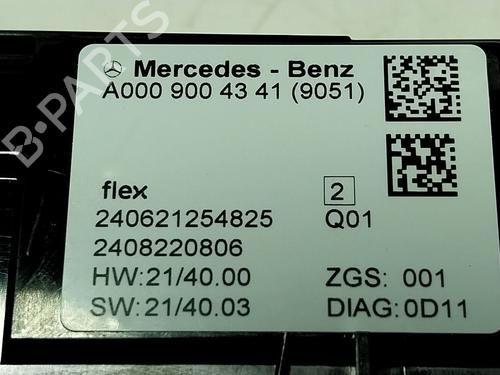 Mercedes - Benz
A000 900 43 41 (9051)
flex
2
240621254825
Q01
2408220806
HW:21/40.00
ZGS: 001
SW:21/40.03
DIAG:0D11
B-PARTS